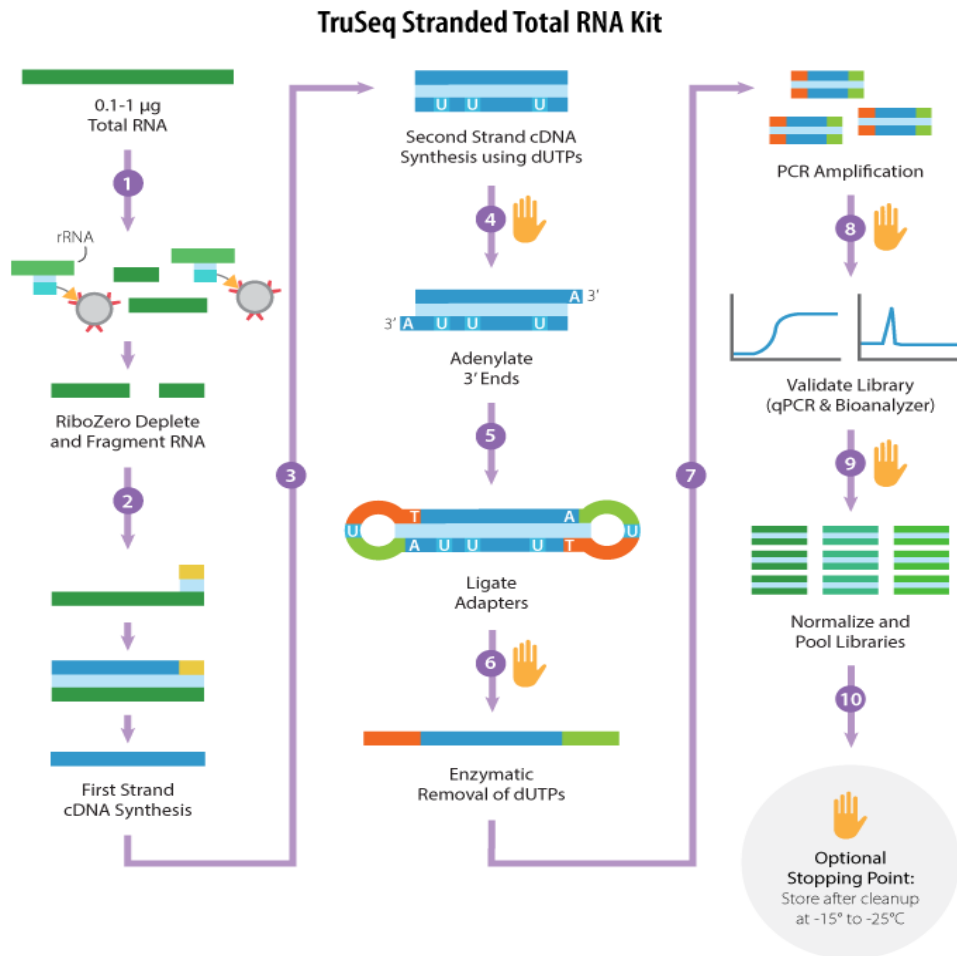 TruSeq Stranded Total RNA Kit
0.1-1 µg
Total RNA
1
rRNA
2
RiboZero Deplete
and Fragment RNA
2
First Strand
cDNA Synthesis
3
U U U
Second Strand cDNA
Synthesis using dUTPs
4
A 3′
3′ A U U U
Adenylate
3′ Ends
5
T A
U U
A U U U T
Ligate
Adapters
6
Enzymatic
Removal of dUTPs
7
PCR Amplification
8
Validate Library
(qPCR & Bioanalyzer)
9
Normalize and
Pool Libraries
10
Optional
Stopping Point:
Store after cleanup
at -15° to -25°C